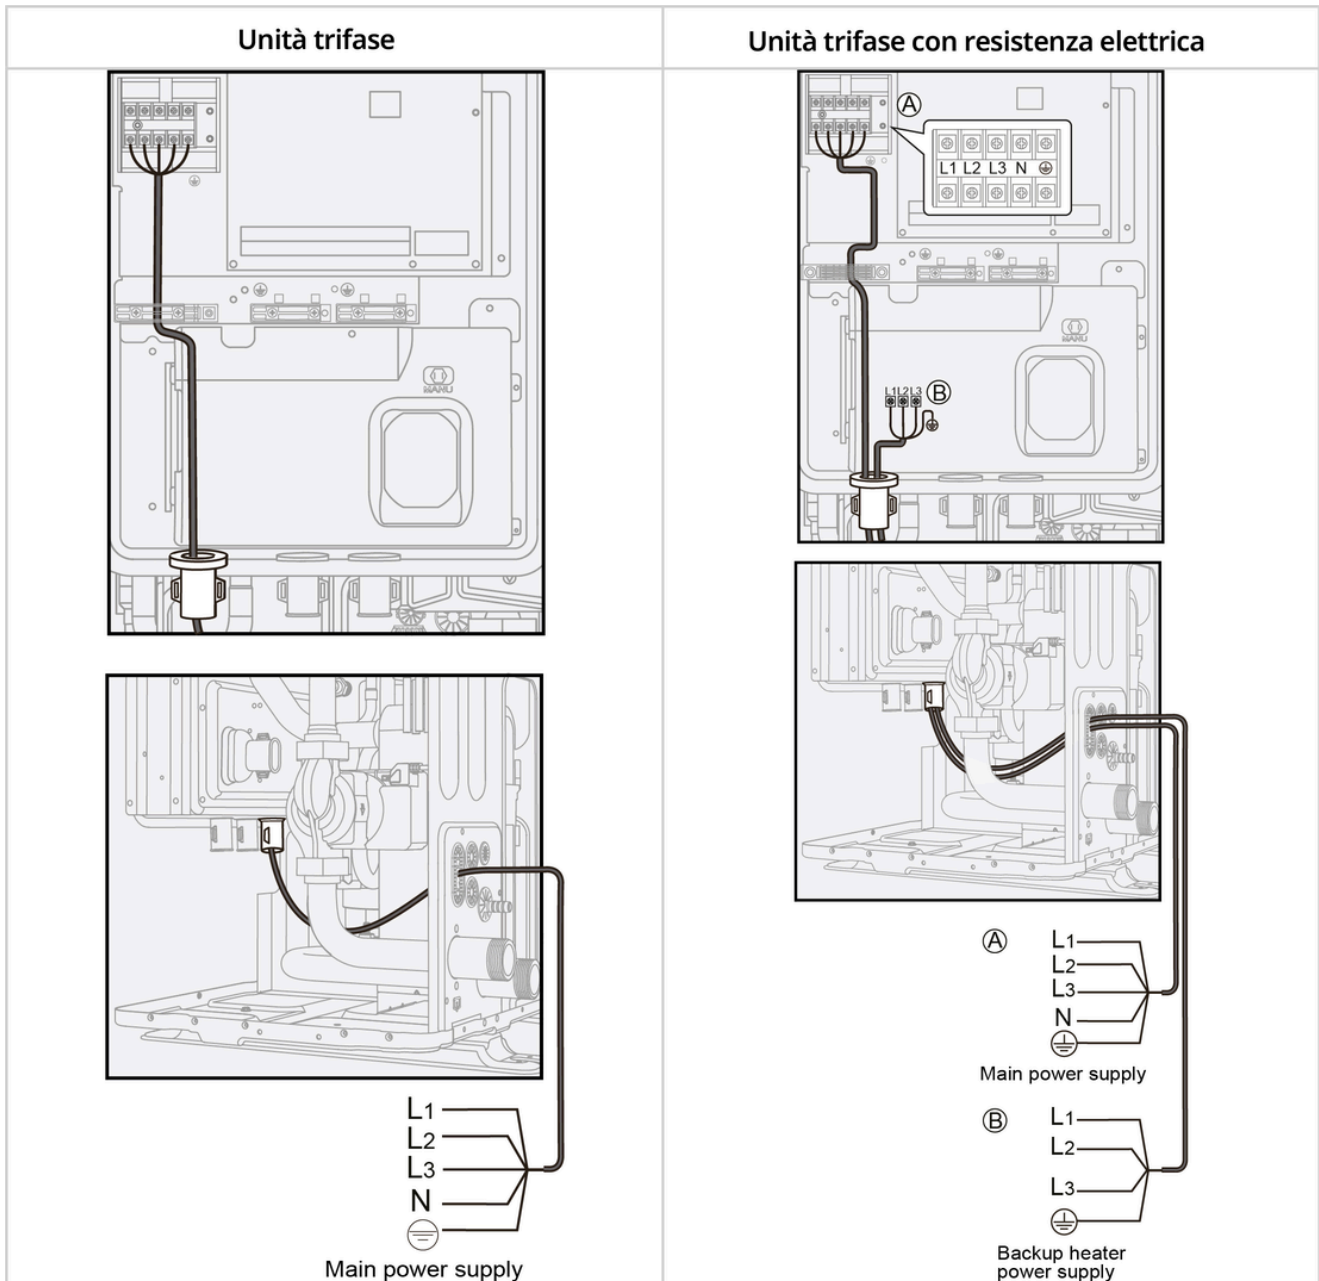 Unità trifase
MANU
L1
L2
L3
N
Main power supply
Unità trifase con resistenza elettrica
A
L1 L2 L3 N
MANU
L1 L2 L3 B
A
L1
L2
L3
N
Main power supply
B
L1
L2
L3
Backup heater
power supply